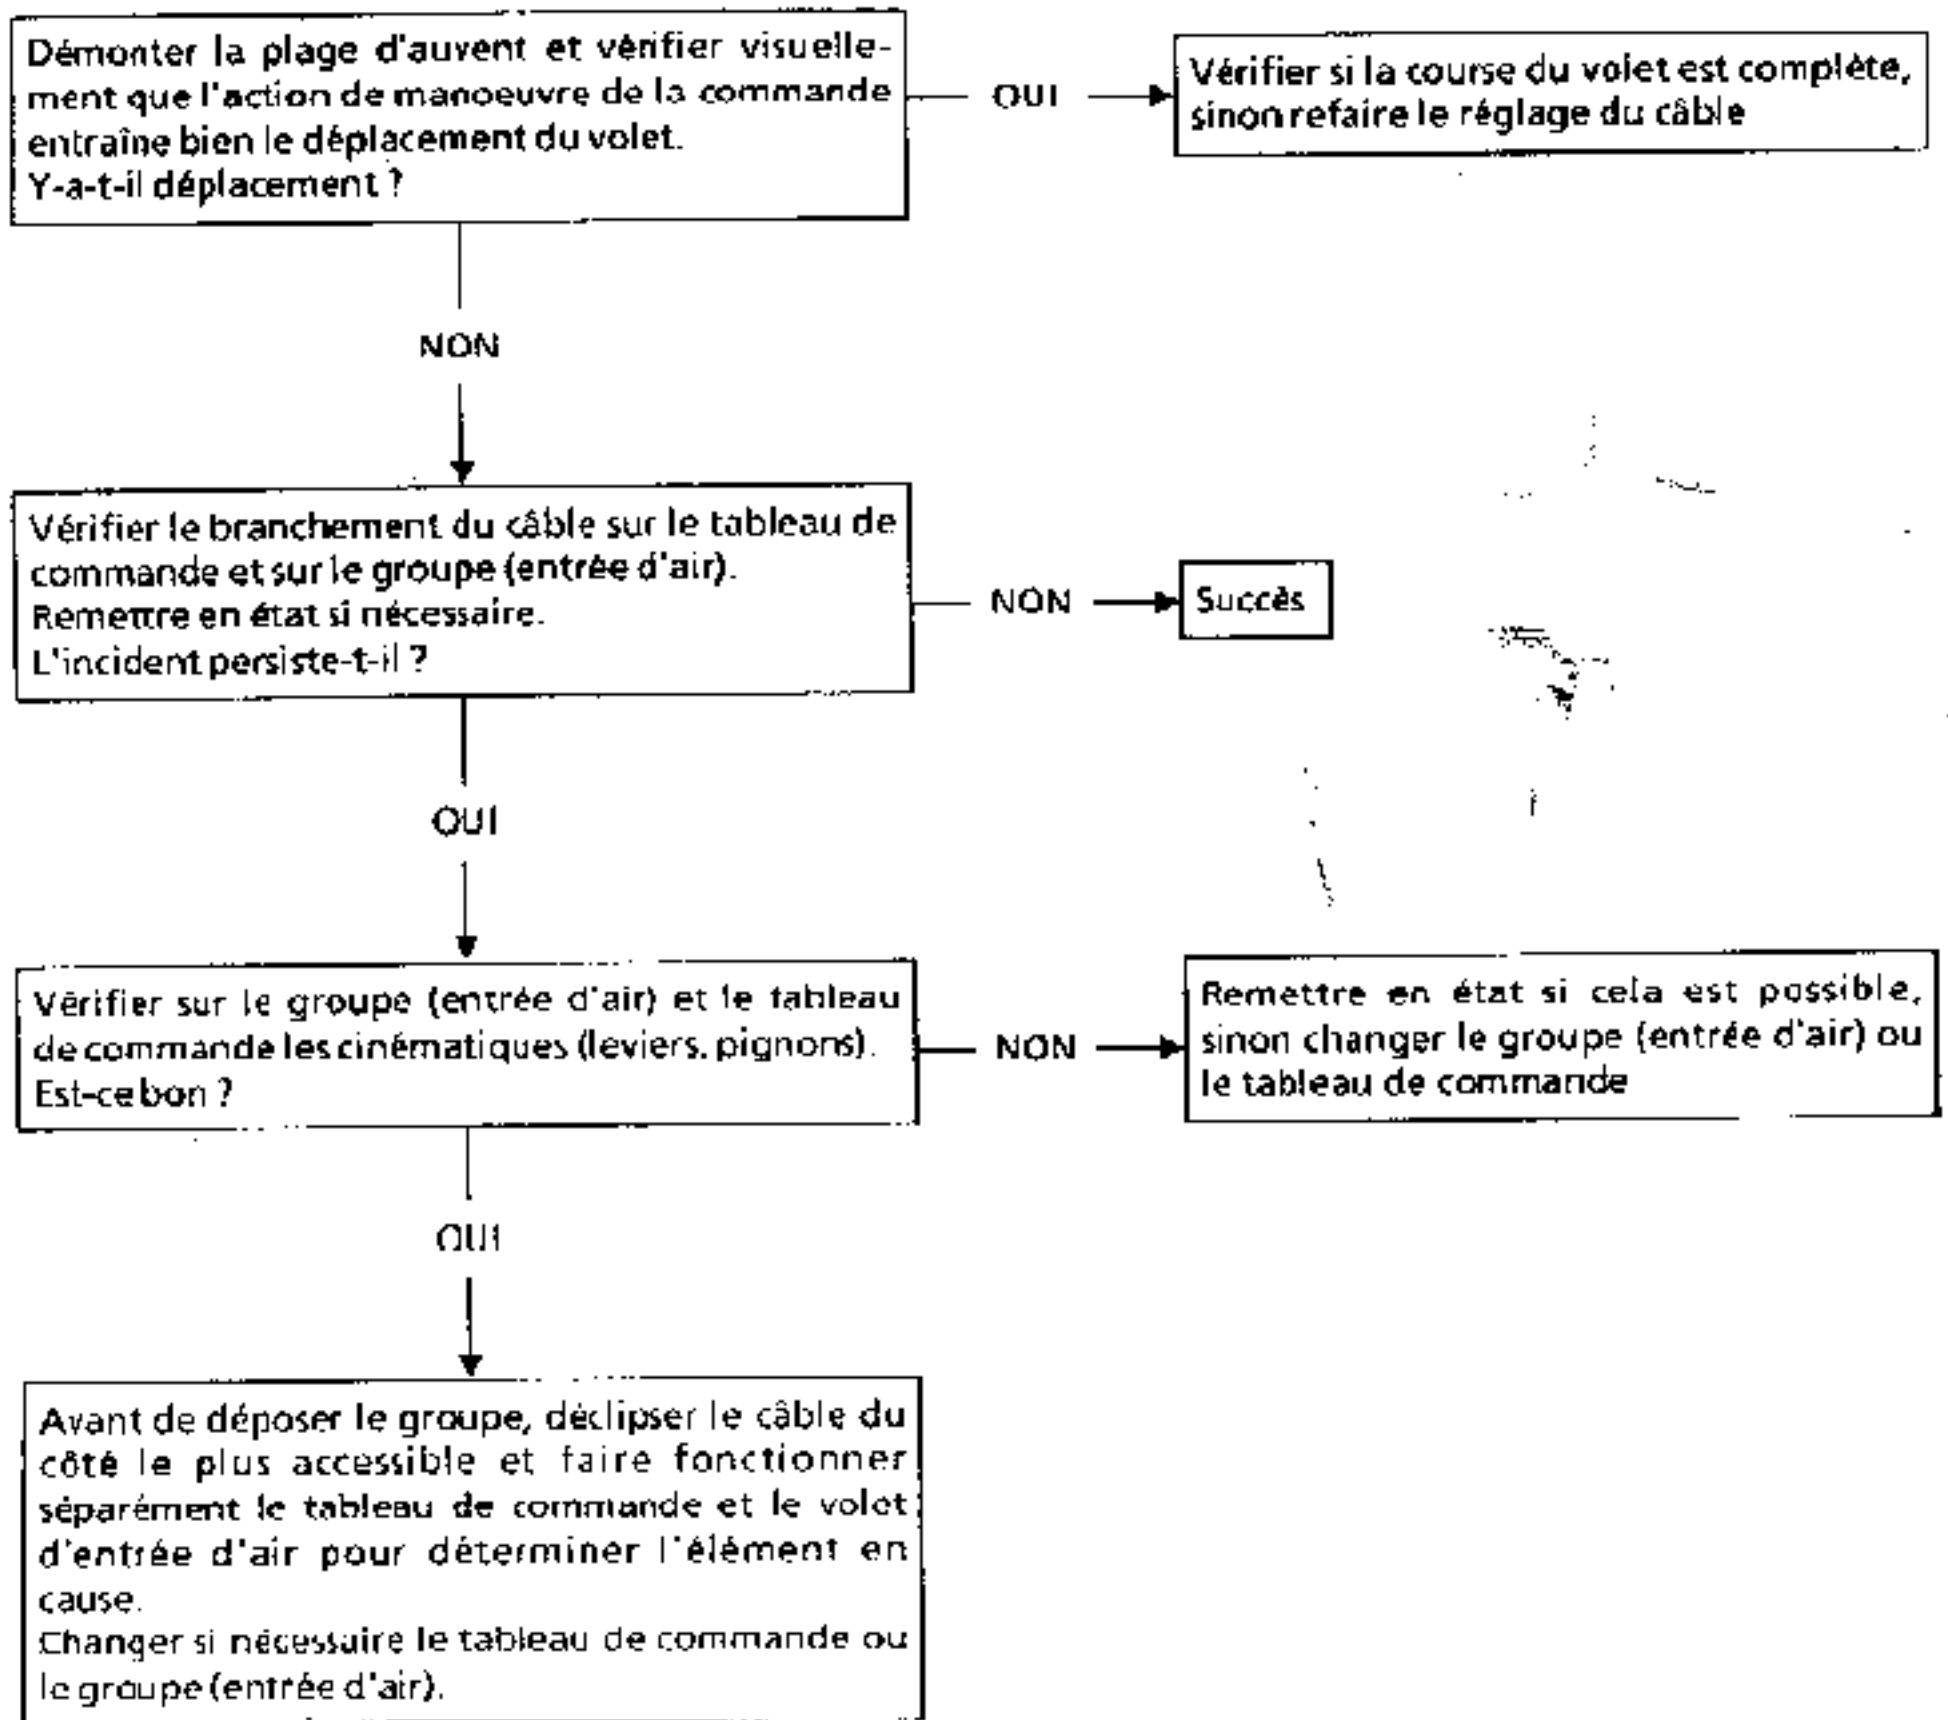 Démonter la plage d'auvent et vérifier visuelle-
ment que l'action de manoeuvre de la commande
entraîne bien le déplacement du volet.
Y-a-t-il déplacement ?
OUI
Vérifier si la course du volet est complète,
sinon refaire le réglage du câble
NON
Vérifier le branchement du câble sur le tableau de
commande et sur le groupe (entrée d'air).
Remettre en état si nécessaire.
L'incident persiste-t-il ?
NON
Succès
OUI
Vérifier sur le groupe (entrée d'air) et le tableau
de commande les cinématiques (leviers, pignons).
Est-ce bon ?
NON
Remettre en état si cela est possible,
sinon changer le groupe (entrée d'air) ou
le tableau de commande
OUI
Avant de déposer le groupe, déclipser le câble du
côté le plus accessible et faire fonctionner
séparément le tableau de commande et le volet
d'entrée d'air pour déterminer l'élément en
cause.
Changer si nécessaire le tableau de commande ou
le groupe (entrée d'air).